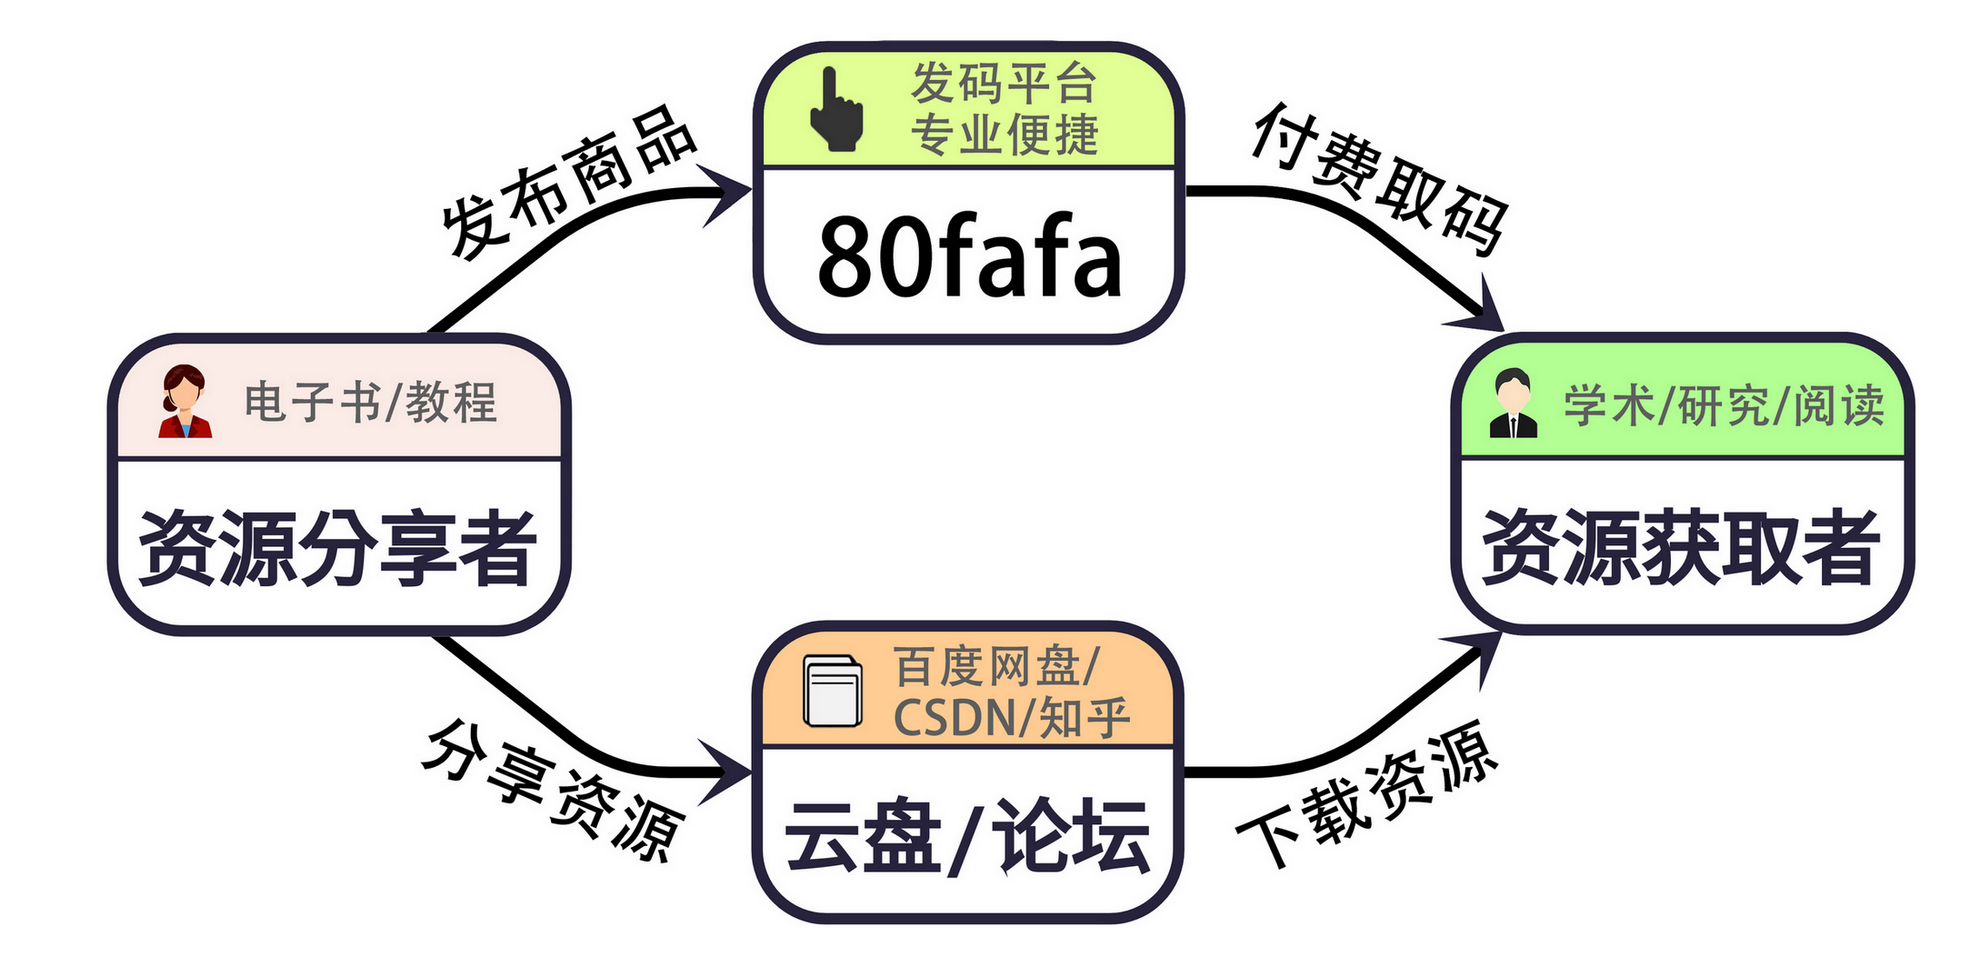 发码平台
专业便捷
80fafa
发布商品
付费取码
电子书/教程
资源分享者
学术/研究/阅读
资源获取者
百度网盘/
CSDN/知乎
云盘/论坛
分享资源
下载资源